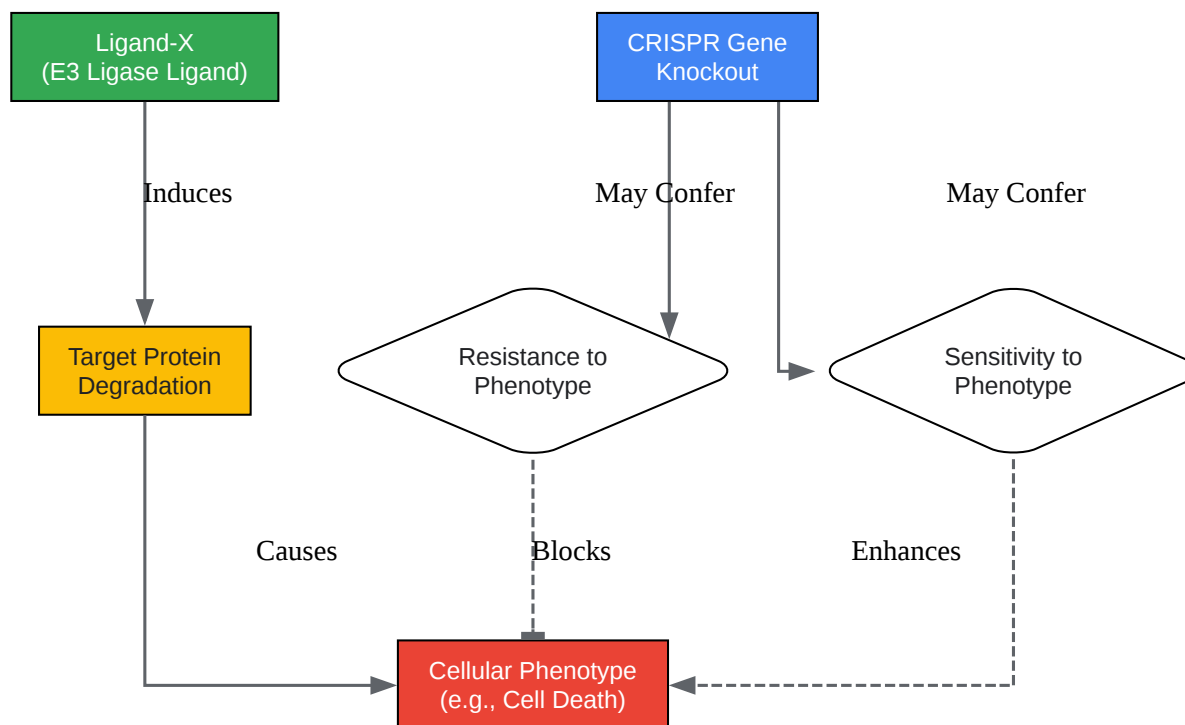 Ligand-X
(E3 Ligase Ligand)
CRISPR Gene
Knockout
Induces
May Confer
May Confer
Target Protein
Degradation
Resistance to
Phenotype
Sensitivity to
Phenotype
Causes
Blocks
Enhances
Cellular Phenotype
(e.g., Cell Death)